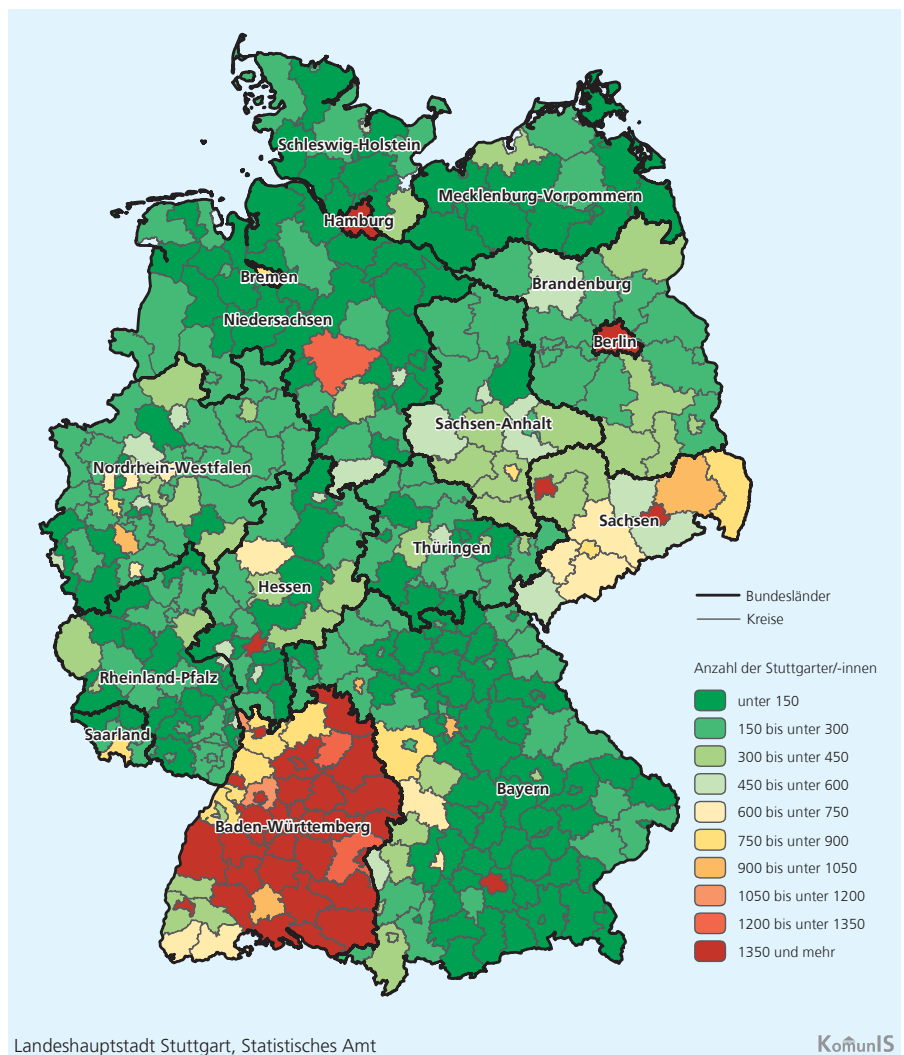 Schleswig-Holstein
Mecklenburg-Vorpommern
Hamburg
Bremen
Brandenburg
Niedersachsen
Berlin
Sachsen-Anhalt
Nordrhein-Westfalen
Sachsen
Thüringen
Hessen
Bundesländer
Kreise
Anzahl der Stuttgarter/-innen
Rheinland-Pfalz
unter 150
150 bis unter 300
Saarland
300 bis unter 450
450 bis unter 600
Bayern
600 bis unter 750
Baden-Württemberg
750 bis unter 900
900 bis unter 1050
1050 bis unter 1200
1200 bis unter 1350
1350 und mehr
Landeshauptstadt Stuttgart, Statistisches Amt
KomunIS